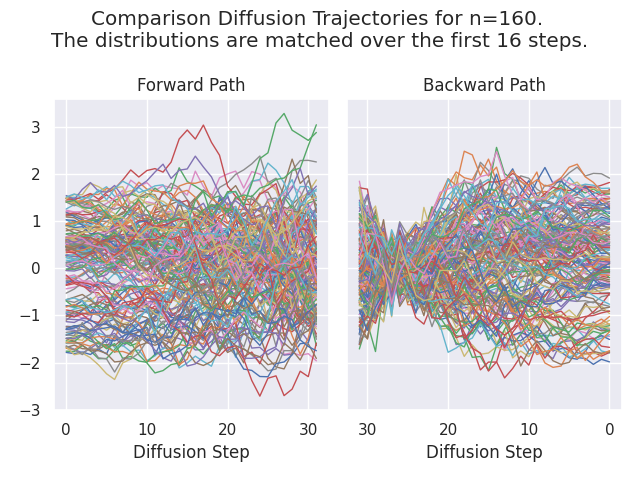 Comparison Diffusion Trajectories for n=160.
The distributions are matched over the first 16 steps.
Forward Path
Backward Path
3
2
1
0
−1
−2
−3
0 10 20 30
30 20 10 0
Diffusion Step
Diffusion Step